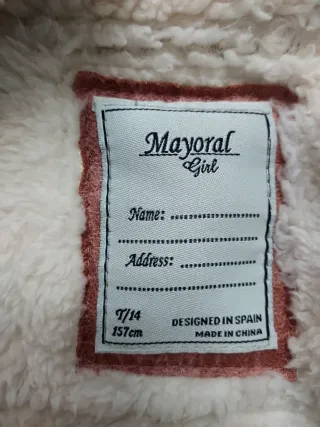 Mayoral
Girl
Name: ........................
........................................
Address: ....................
........................................
T/14
157cm
DESIGNED IN SPAIN
MADE IN CHINA